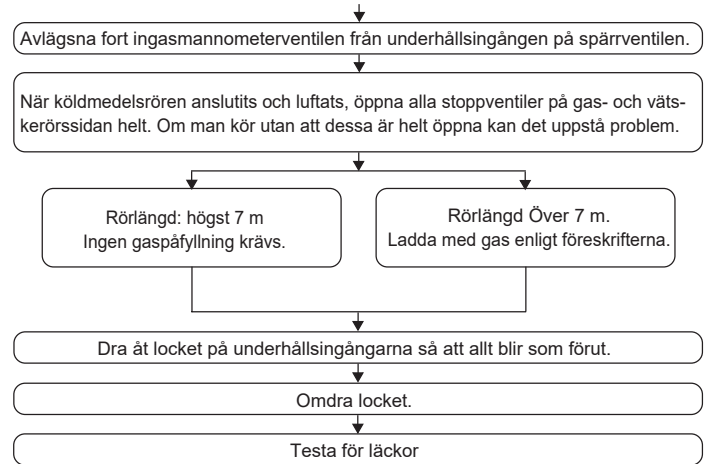 Avlägsna fort ingasmannometerventilen från underhållsingången på spärrventilen.
När köldmedelsrören anslutits och luftats, öppna alla stoppventiler på gas- och väts-
kerörssidan helt. Om man kör utan att dessa är helt öppna kan det uppstå problem.
Rörlängd: högst 7 m
Ingen gaspåfyllning krävs.
Rörlängd Över 7 m.
Ladda med gas enligt föreskrifterna.
Dra åt locket på underhållsingångarna så att allt blir som förut.
Omdra locket.
Testa för läckor